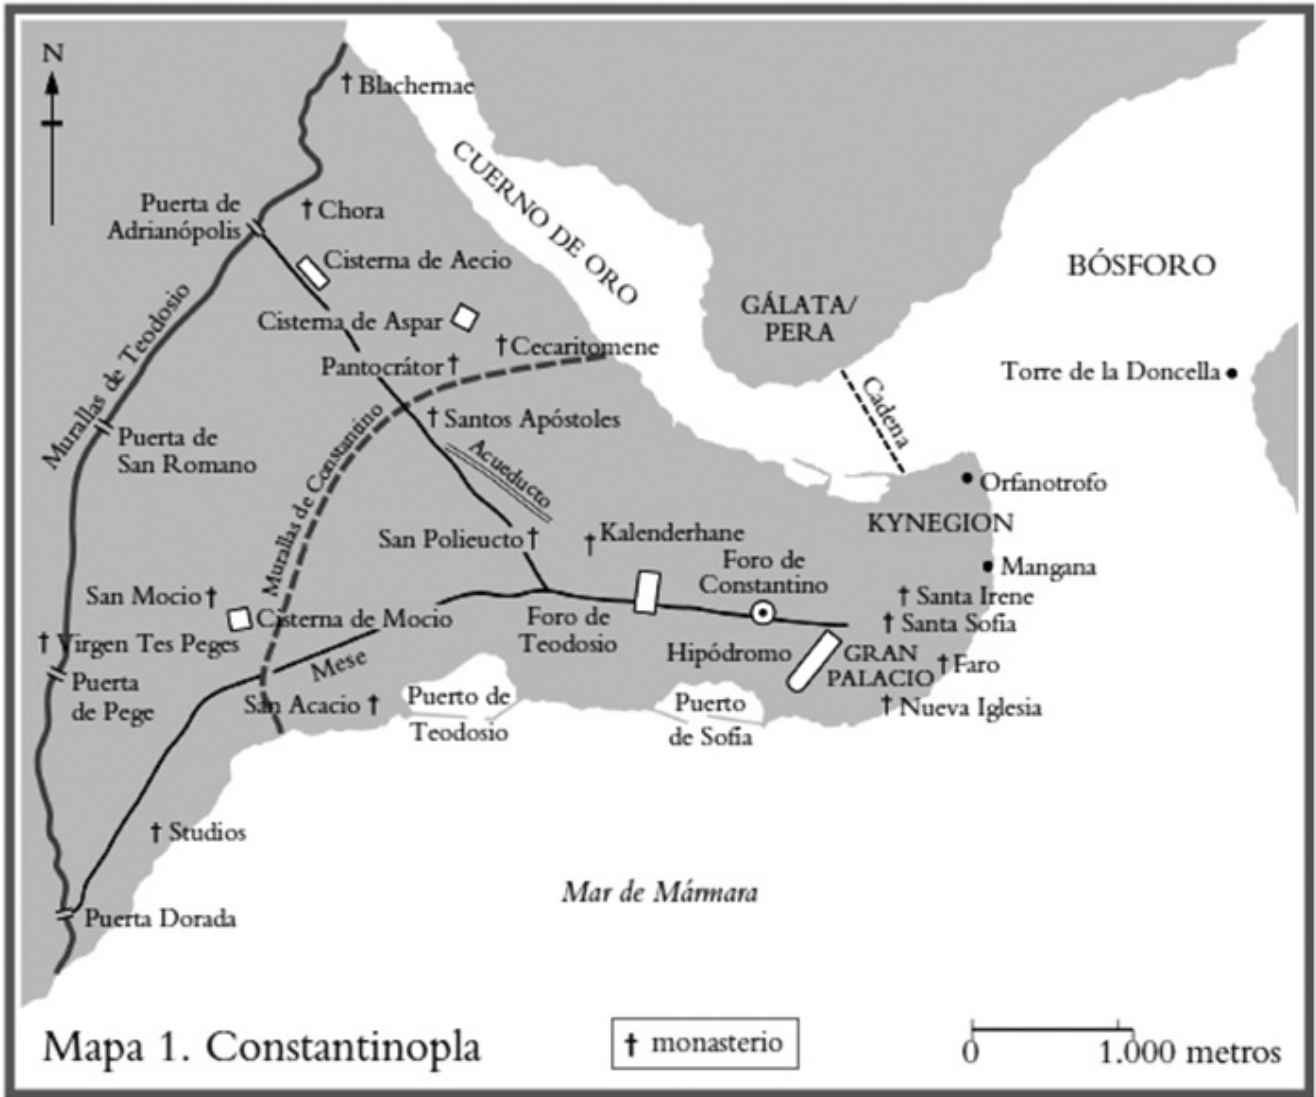 N
† Blachernae
CUERNO DE ORO
Puerta de
Adrianópolis
† Chora
Cisterna de Aecio
BÓSFORO
Murallas de Teodosio
GÁLATA/
PERA
Cisterna de Aspar
† Cecaritomene
Pantocrátor †
Torre de la Doncella
Cadena
Murallas de Constantino
† Santos Apóstoles
Puerta de
San Romano
Acueducto
Orfanotrofo
KYNEGION
San Polieucto †
† Kalenderhane
Foro de
Constantino
Mangana
San Mocio †
† Santa Irene
Cisterna de Mocio
Foro de
Teodosio
† Santa Sofía
† Virgen Tes Peges
Mese
Hipódromo
GRAN
PALACIO
† Faro
Puerta
de Pege
San Acacio †
Puerto de
Teodosio
Puerto
de Sofía
† Nueva Iglesia
† Studios
Mar de Mármara
Puerta Dorada
Mapa 1. Constantinopla
† monasterio
0 1.000 metros